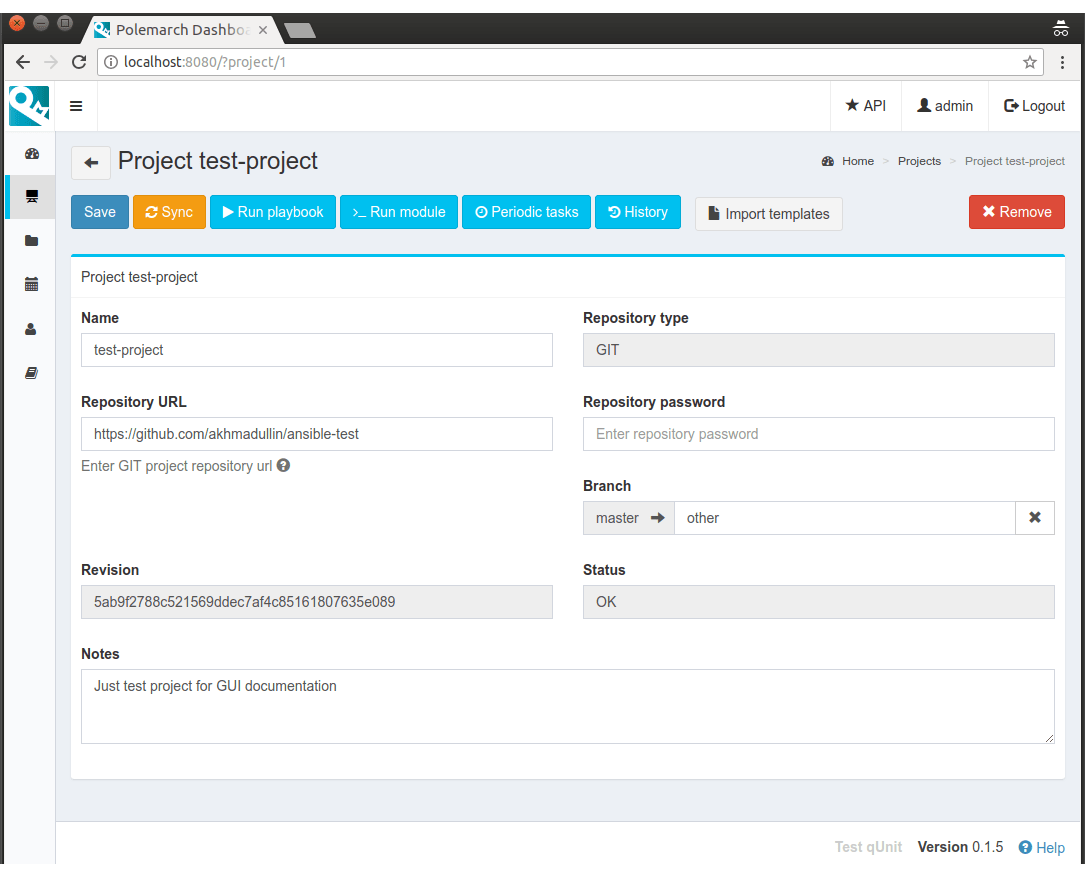 Polemarch Dashboa
localhost:8080/?project/1
API admin Logout
Project test-project
Home > Projects > Project test-project
Save Sync Run playbook >_ Run module Periodic tasks History Import templates Remove
Project test-project
Name Repository type
test-project GIT
Repository URL Repository password
https://github.com/akhmadullin/ansible-test Enter repository password
Enter GIT project repository url
Branch
master other
Revision Status
5ab9f2788c521569ddec7af4c85161807635e089 OK
Notes
Just test project for GUI documentation
Test qUnit Version 0.1.5 Help